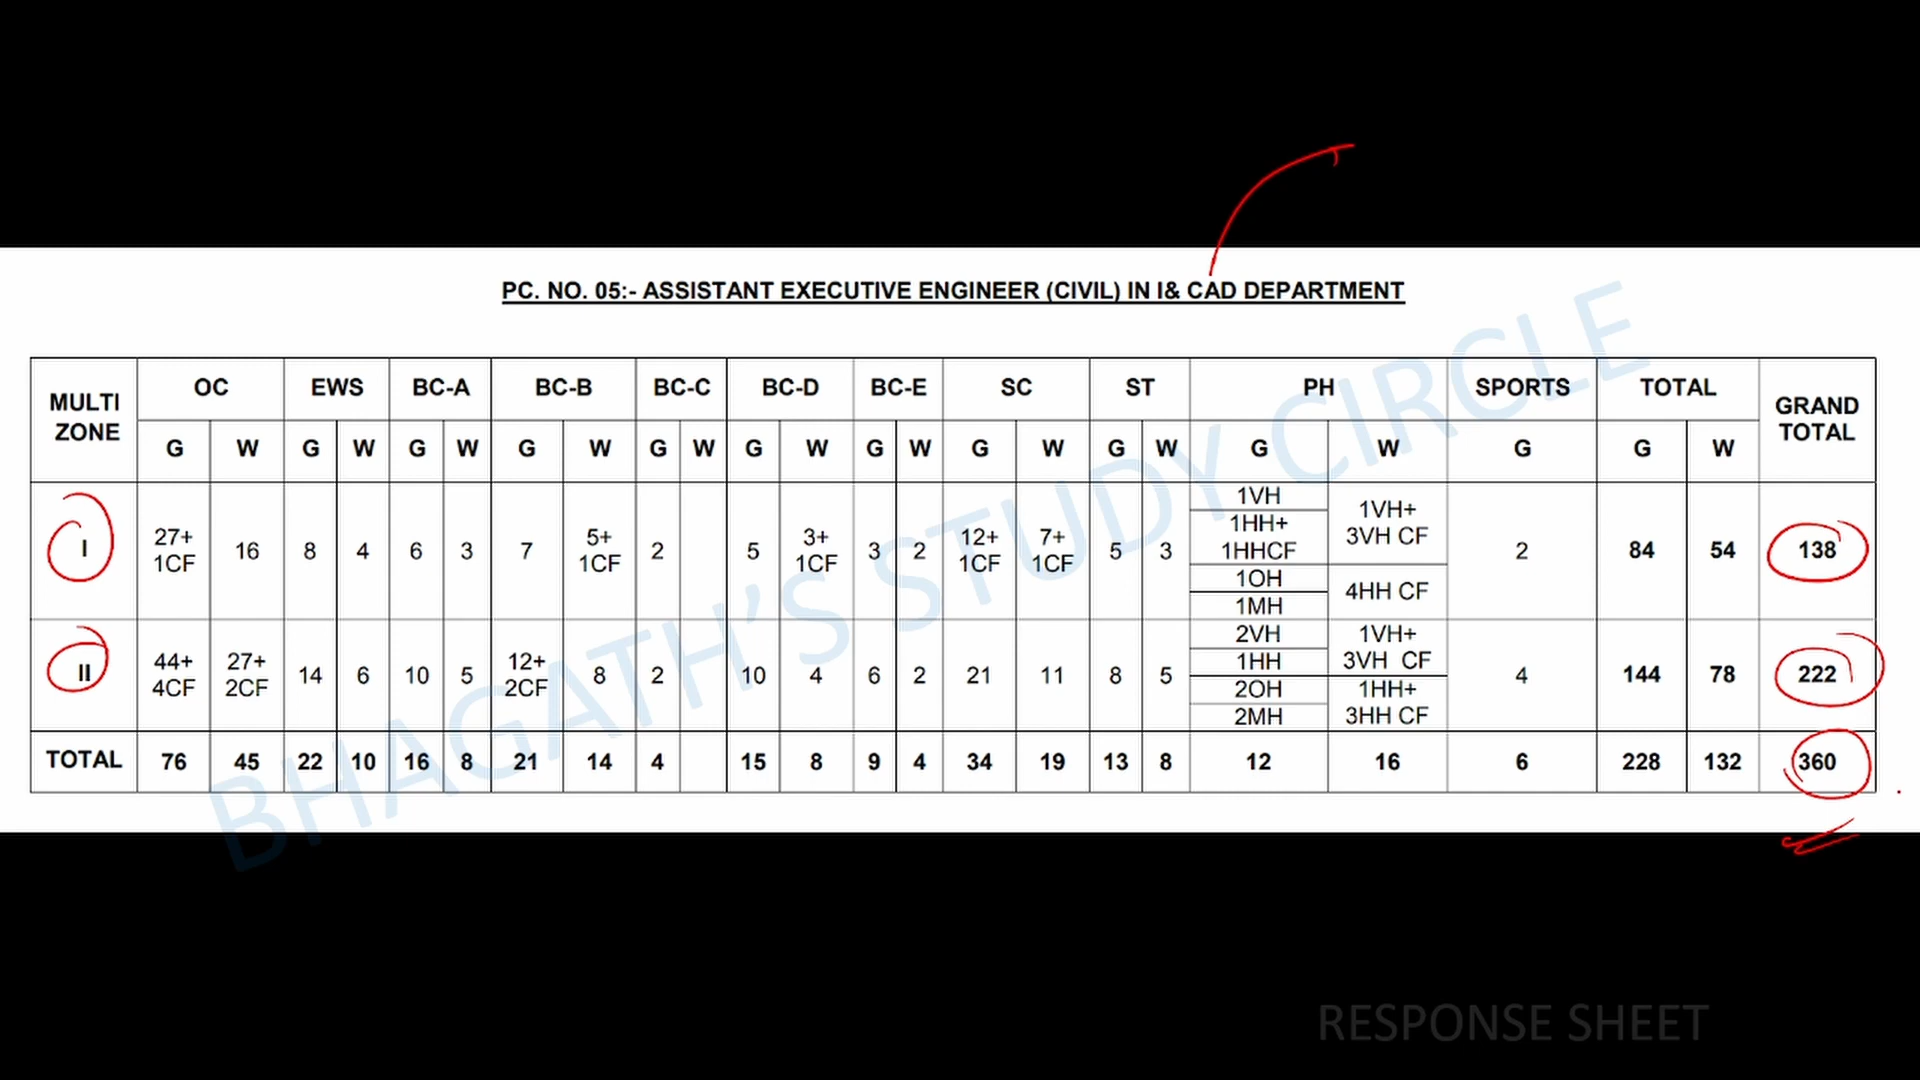 PC. NO. 05:- ASSISTANT EXECUTIVE ENGINEER (CIVIL) IN I& CAD DEPARTMENT
MULTI ZONE OC EWS BC-A BC-B BC-C BC-D BC-E SC ST PH SPORTS TOTAL GRAND TOTAL
G W G W G W G W G W G W G W G W G W G W G G W
I 27+ 1CF 16 8 4 6 3 7 5+ 1CF 2 5 3+ 1CF 3 2 12+ 1CF 7+ 1CF 5 3 1VH 1HH+ 1HHCF 1OH 1MH 1VH+ 3VH CF 4HH CF 2 84 54 138
II 44+ 4CF 27+ 2CF 14 6 10 5 12+ 2CF 8 2 10 4 6 2 21 11 8 5 2VH 1HH 2OH 2MH 1VH+ 3VH CF 1HH+ 3HH CF 4 144 78 222
TOTAL 76 45 22 10 16 8 21 14 4 15 8 9 4 34 19 13 8 12 16 6 228 132 360
BHAGATH'S STUDY CIRCLE
RESPONSE SHEET